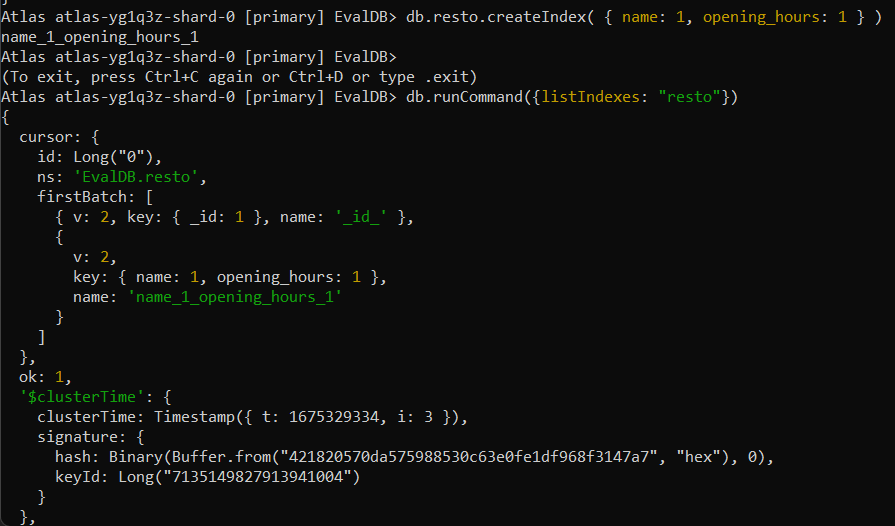 Atlas atlas-yg1q3z-shard-0 [primary] EvalDB> db.resto.createIndex( { name: 1, opening_hours: 1 } )
name_1_opening_hours_1
Atlas atlas-yg1q3z-shard-0 [primary] EvalDB>
(To exit, press Ctrl+C again or Ctrl+D or type .exit)
Atlas atlas-yg1q3z-shard-0 [primary] EvalDB> db.runCommand({listIndexes: "resto"})
{
  cursor: {
    id: Long("0"),
    ns: 'EvalDB.resto',
    firstBatch: [
      { v: 2, key: { _id: 1 }, name: '_id_' },
      {
        v: 2,
        key: { name: 1, opening_hours: 1 },
        name: 'name_1_opening_hours_1'
      }
    ]
  },
  ok: 1,
  '$clusterTime': {
    clusterTime: Timestamp({ t: 1675329334, i: 3 }),
    signature: {
      hash: Binary(Buffer.from("421820570da575988530c63e0fe1df968f3147a7", "hex"), 0),
      keyId: Long("7135149827913941004")
    }
  },